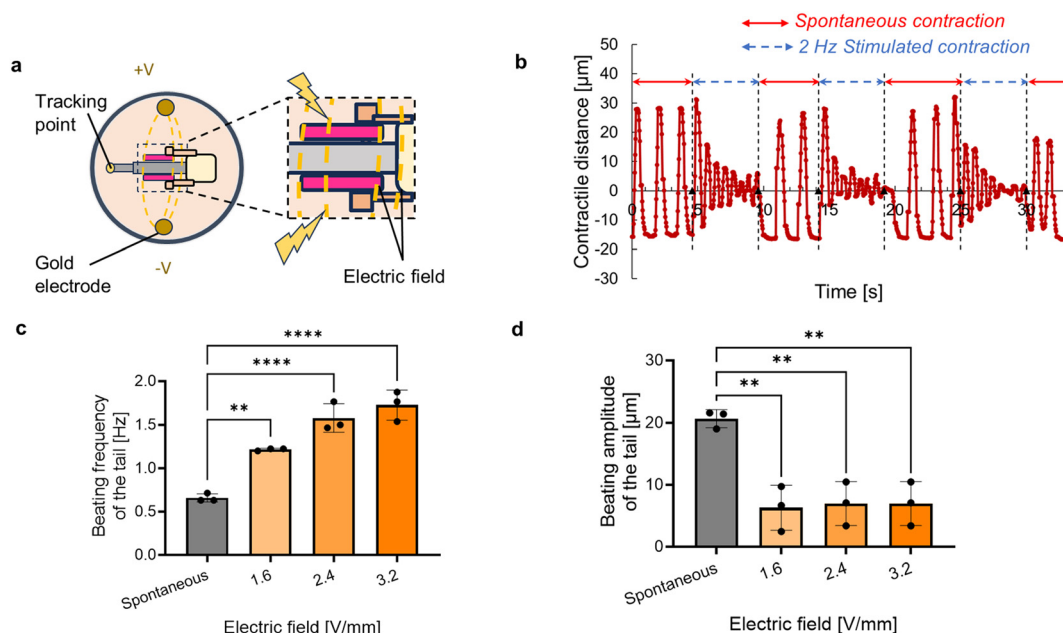 a
+V
Tracking
point
Gold
electrode
-V
Electric field
b
Spontaneous contraction
2 Hz Stimulated contraction
Contractile distance [µm]
50
40
30
20
10
0
-10
-20
-30
0
5
10
15
20
25
30
Time [s]
c
Beating frequency
of the tail [Hz]
2.0
1.5
1.0
0.5
0.0
****
****
**
Spontaneous
1.6
2.4
3.2
Electric field [V/mm]
d
Beating amplitude
of the tail [µm]
30
20
10
0
**
**
**
Spontaneous
1.6
2.4
3.2
Electric field [V/mm]